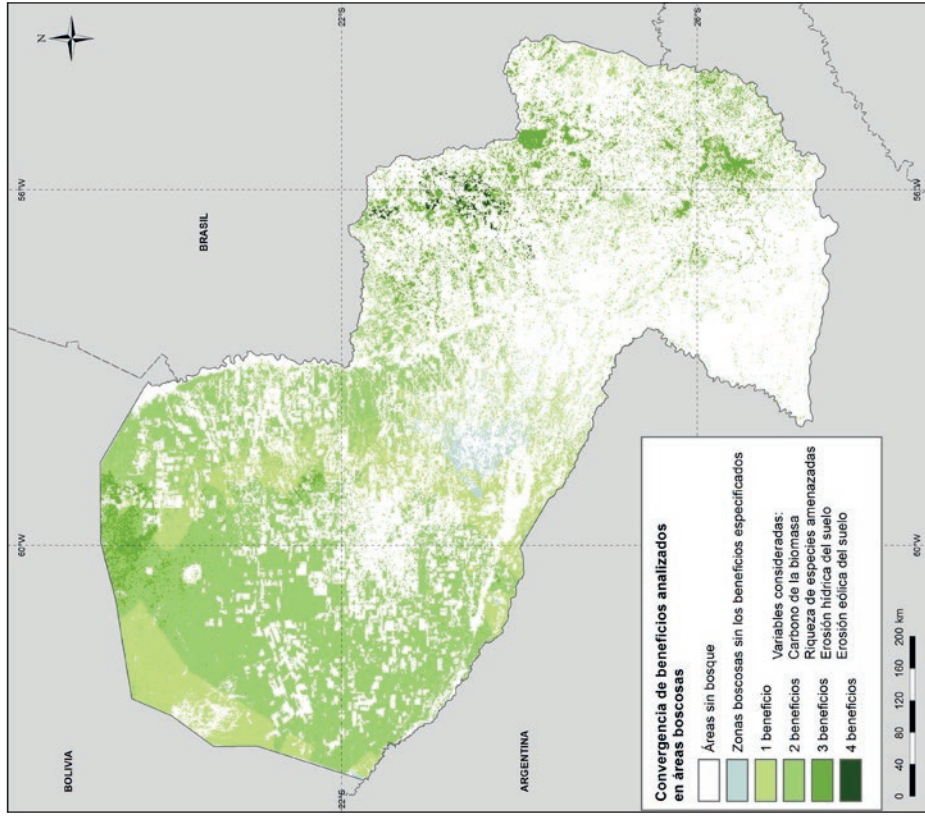 N
BOLIVIA
BRASIL
ARGENTINA
22°S
22°S
26°S
26°S
56°W
56°W
60°W
60°W
Convergencia de beneficios analizados
en áreas boscosas
Áreas sin bosque
Zonas boscosas sin los beneficios especificados
1 beneficio
2 beneficios
3 beneficios
4 beneficios
Variables consideradas:
Carbono de la biomasa
Riqueza de especies amenazadas
Erosión hídrica del suelo
Erosión eólica del suelo
0 40 80 120 160 200 km